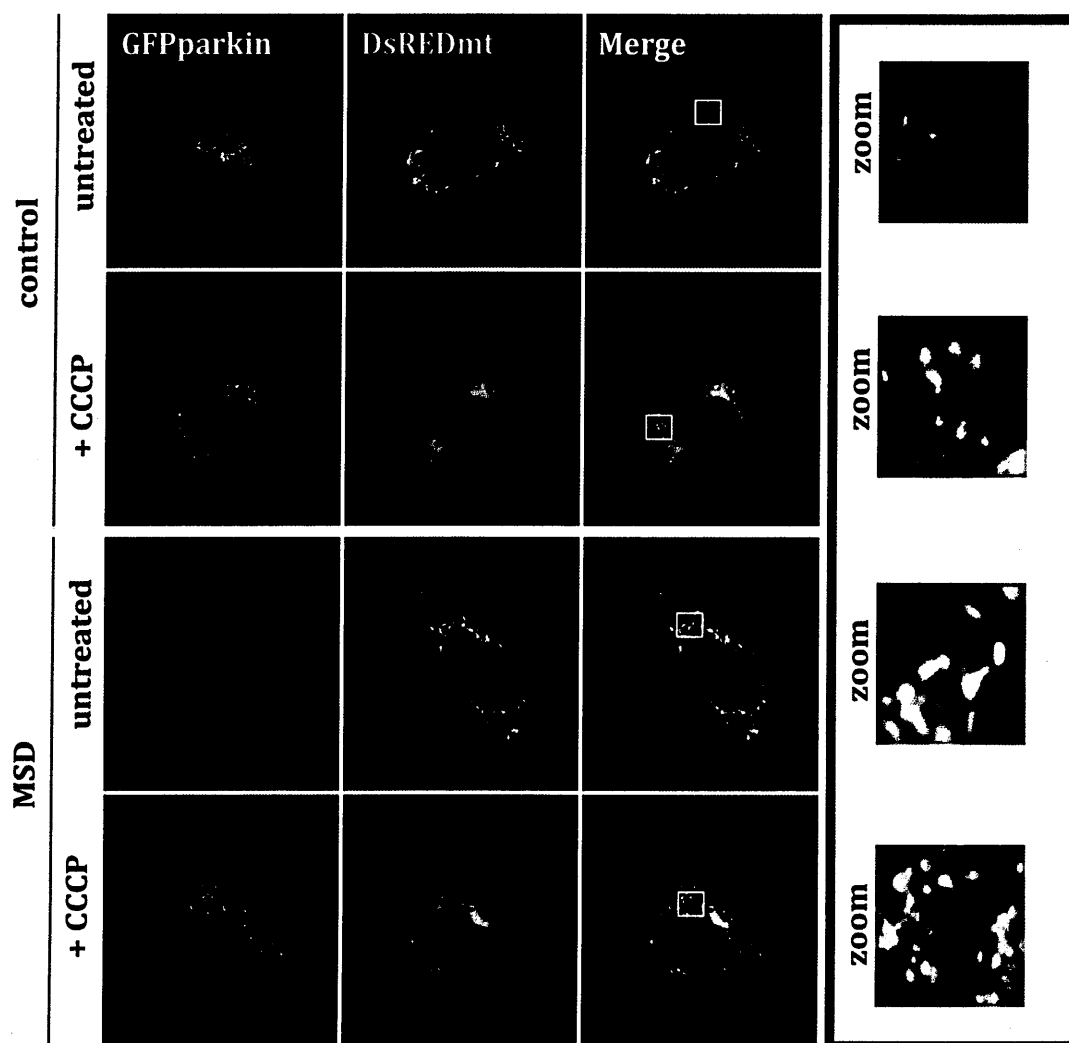 GFPparkin DsREDmt Merge
control
untreated
zoom
+ CCCP
zoom
MSD
untreated
zoom
+ CCCP
zoom